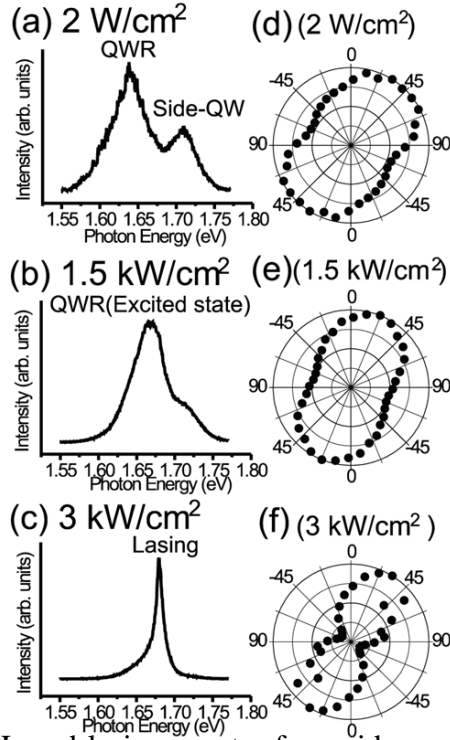 (a) 2 W/cm²
QWR
Side-QW
Intensity (arb. units)
1.55 1.60 1.65 1.70 1.75 1.80
Photon Energy (eV)
(d) (2 W/cm²)
0
-45 45
90 90
45 -45
0
(b) 1.5 kW/cm²
QWR(Excited state)
Intensity (arb. units)
1.55 1.60 1.65 1.70 1.75 1.80
Photon Energy (eV)
(e) (1.5 kW/cm²)
0
-45 45
90 90
45 -45
0
(c) 3 kW/cm²
Lasing
Intensity (arb. units)
1.55 1.60 1.65 1.70 1.75 1.80
Photon Energy (eV)
(f) (3 kW/cm²)
0
-45 45
90 90
45 -45
0